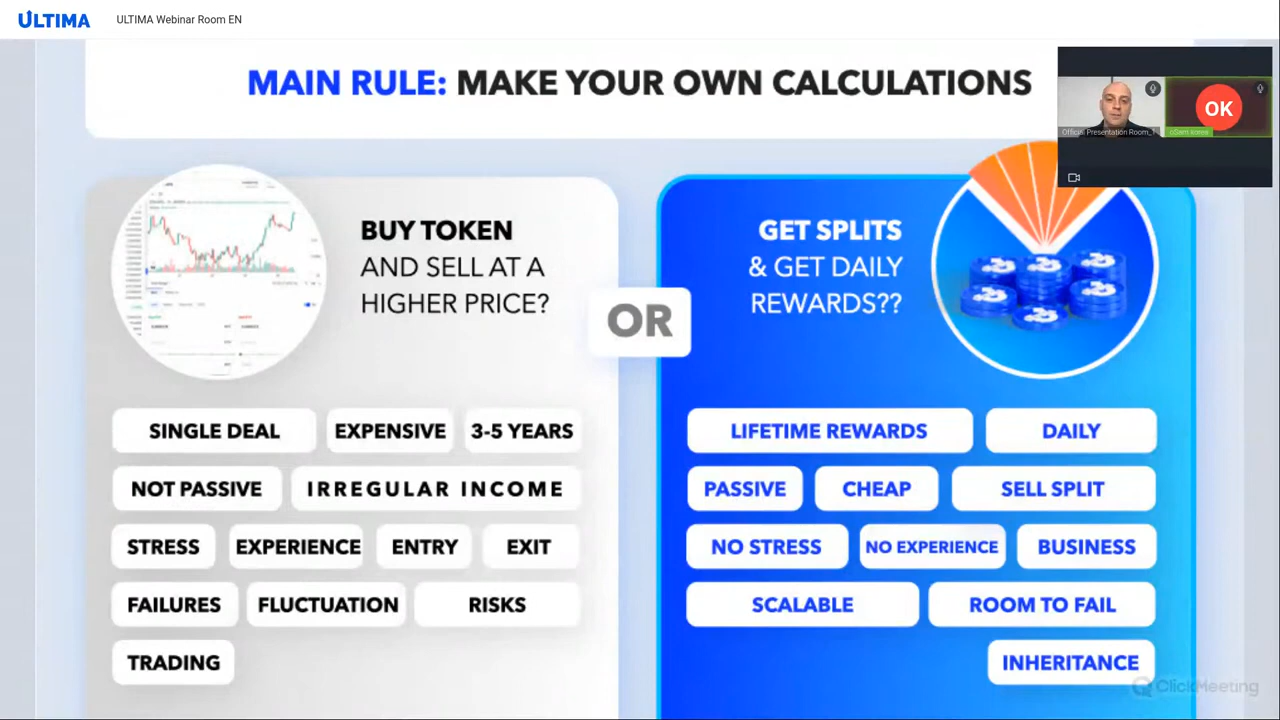 ULTIMA
ULTIMA Webinar Room EN
MAIN RULE: MAKE YOUR OWN CALCULATIONS
Official Presentation Room_1
OK
BUY TOKEN
AND SELL AT A
HIGHER PRICE?
OR
GET SPLITS
& GET DAILY
REWARDS??
SINGLE DEAL
EXPENSIVE
3-5 YEARS
NOT PASSIVE
IRREGULAR INCOME
STRESS
EXPERIENCE
ENTRY
EXIT
FAILURES
FLUCTUATION
RISKS
TRADING
LIFETIME REWARDS
DAILY
PASSIVE
CHEAP
SELL SPLIT
NO STRESS
NO EXPERIENCE
BUSINESS
SCALABLE
ROOM TO FAIL
INHERITANCE
ClickMeeting